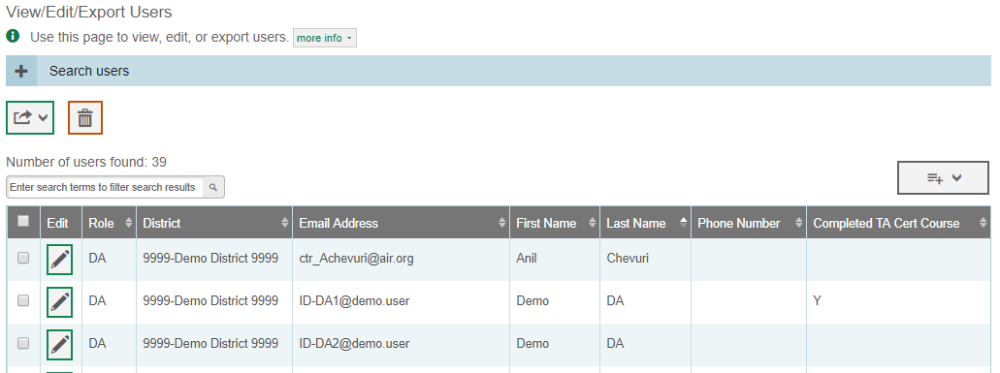 View/Edit/Export Users
Use this page to view, edit, or export users. more info
Search users
Number of users found: 39
Enter search terms to filter search results
Edit Role District Email Address First Name Last Name Phone Number Completed TA Cert Course
DA 9999-Demo District 9999 ctr_Achevuri@air.org Anil Chevuri
DA 9999-Demo District 9999 ID-DA1@demo.user Demo DA Y
DA 9999-Demo District 9999 ID-DA2@demo.user Demo DA